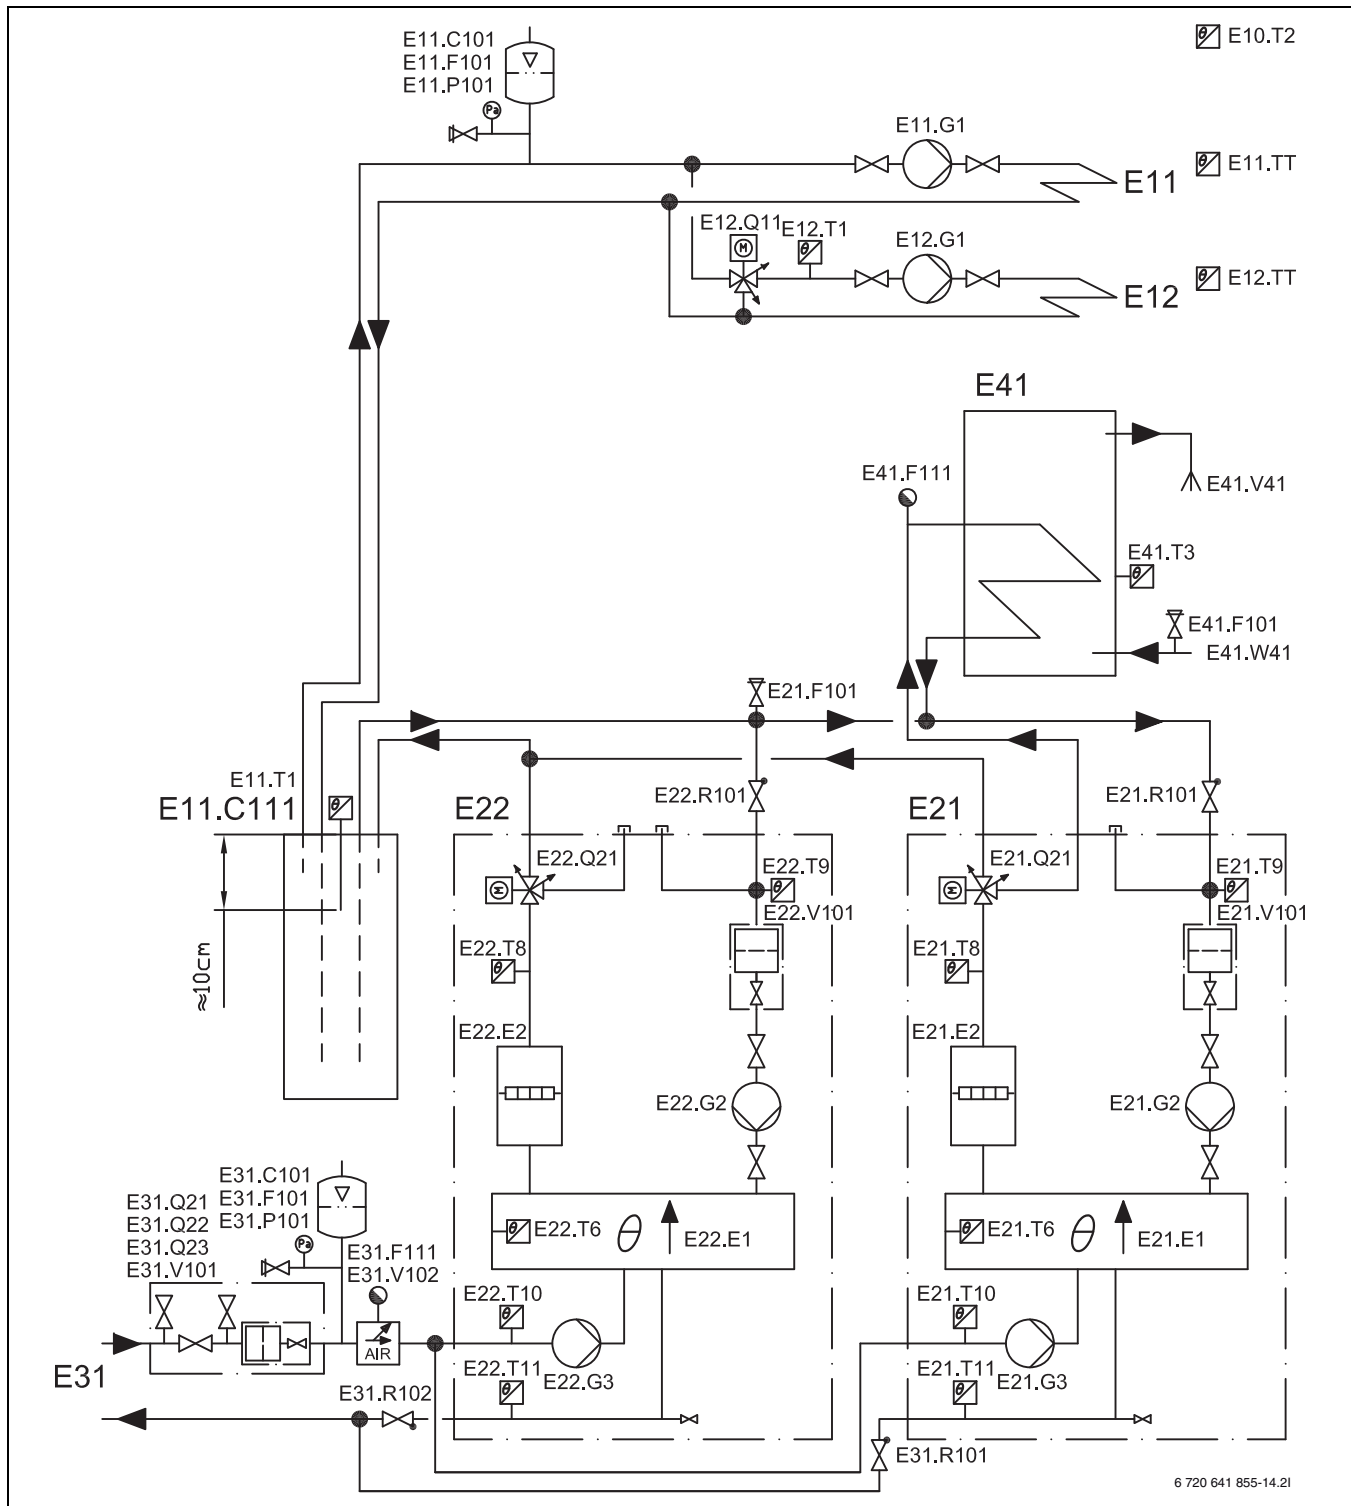 E11.C101
E11.F101
E11.P101
Pa
E10.T2
θ
E11.G1
E11
E11.TT
θ
E12.Q11
M
E12.T1
θ
E12.G1
E12
E12.TT
θ
E41
E41.F111
E41.V41
E41.T3
θ
E41.F101
E41.W41
E21.F101
E11.T1
θ
E11.C111
E22
E22.R101
E21
E21.R101
E22.Q21
M
E22.T9
θ
E21.Q21
M
E21.T9
θ
E22.V101
E21.V101
≈10cm
E22.T8
θ
E21.T8
θ
E22.E2
E21.E2
E22.G2
E21.G2
E31.C101
E31.F101
E31.P101
Pa
E31.Q21
E31.Q22
E31.Q23
E31.V101
E31.F111
E31.V102
AIR
E22.T6
θ
θ
E22.E1
E21.T6
θ
θ
E21.E1
E22.T10
θ
E21.T10
θ
E31
E22.T11
θ
E22.G3
E21.T11
θ
E21.G3
E31.R102
E31.R101
6 720 641 855-14.2I